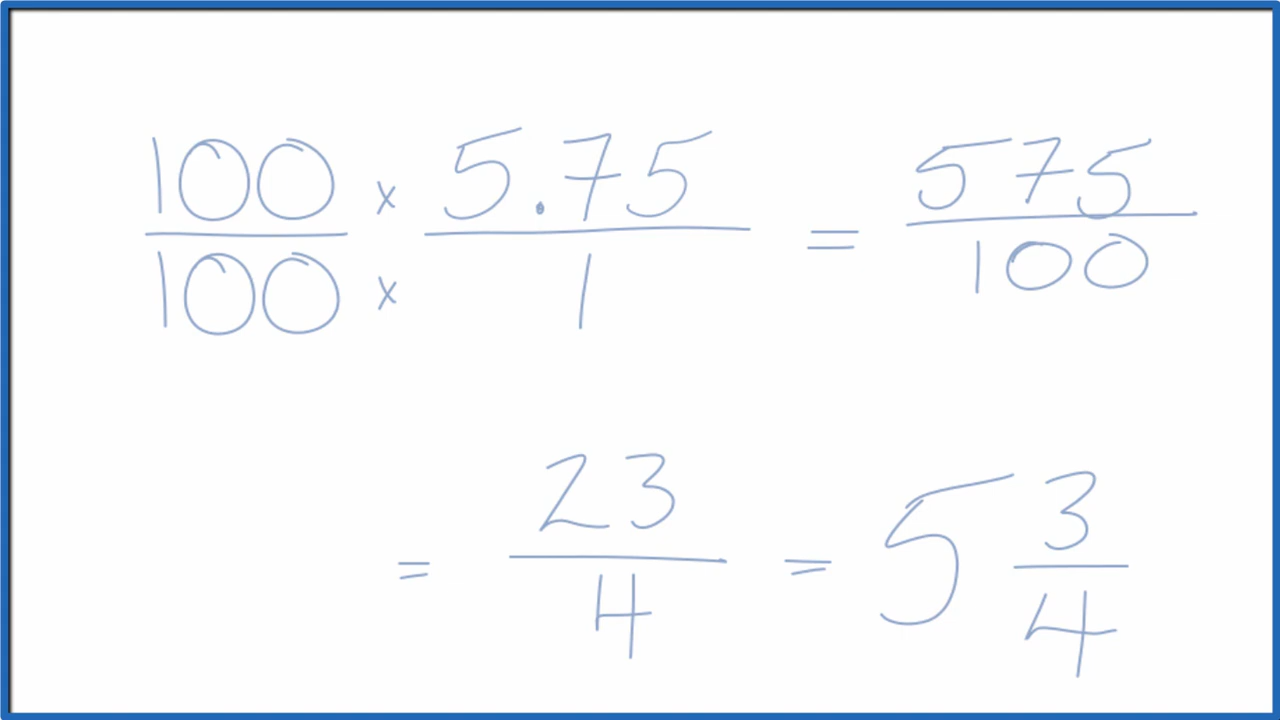 100/100 × 5.75/1 = 575/100
= 23/4 = 5 3/4